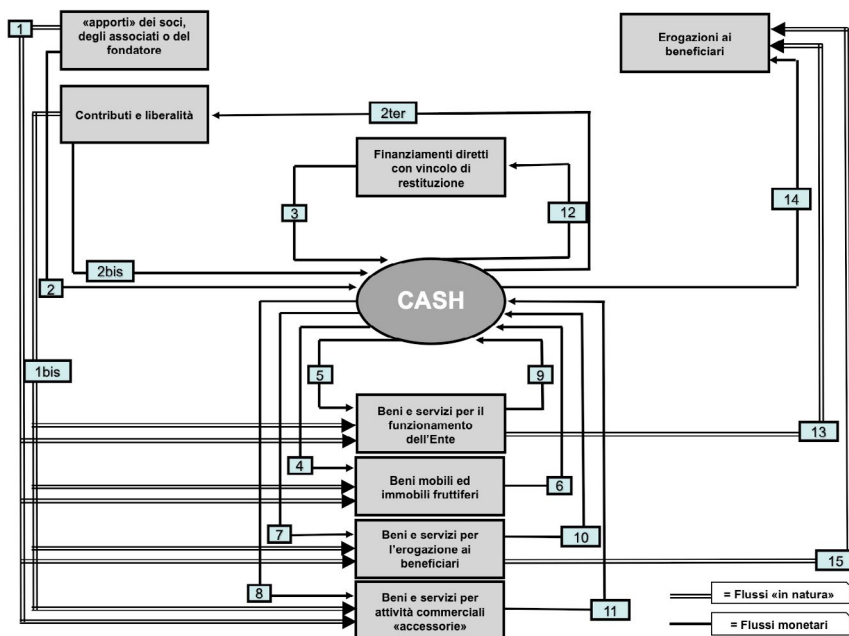 1
«apporti» dei soci,
degli associati o del
fondatore
Erogazioni ai
beneficiari
Contributi e liberalità
2ter
Finanziamenti diretti
con vincolo di
restituzione
3
12
14
2bis
2
CASH
1bis
5
9
Beni e servizi per il
funzionamento
dell'Ente
13
4
Beni mobili ed
immobili fruttiferi
6
7
Beni e servizi per
l'erogazione ai
beneficiari
10
15
8
Beni e servizi per
attività commerciali
«accessorie»
11
= Flussi «in natura»
= Flussi monetari